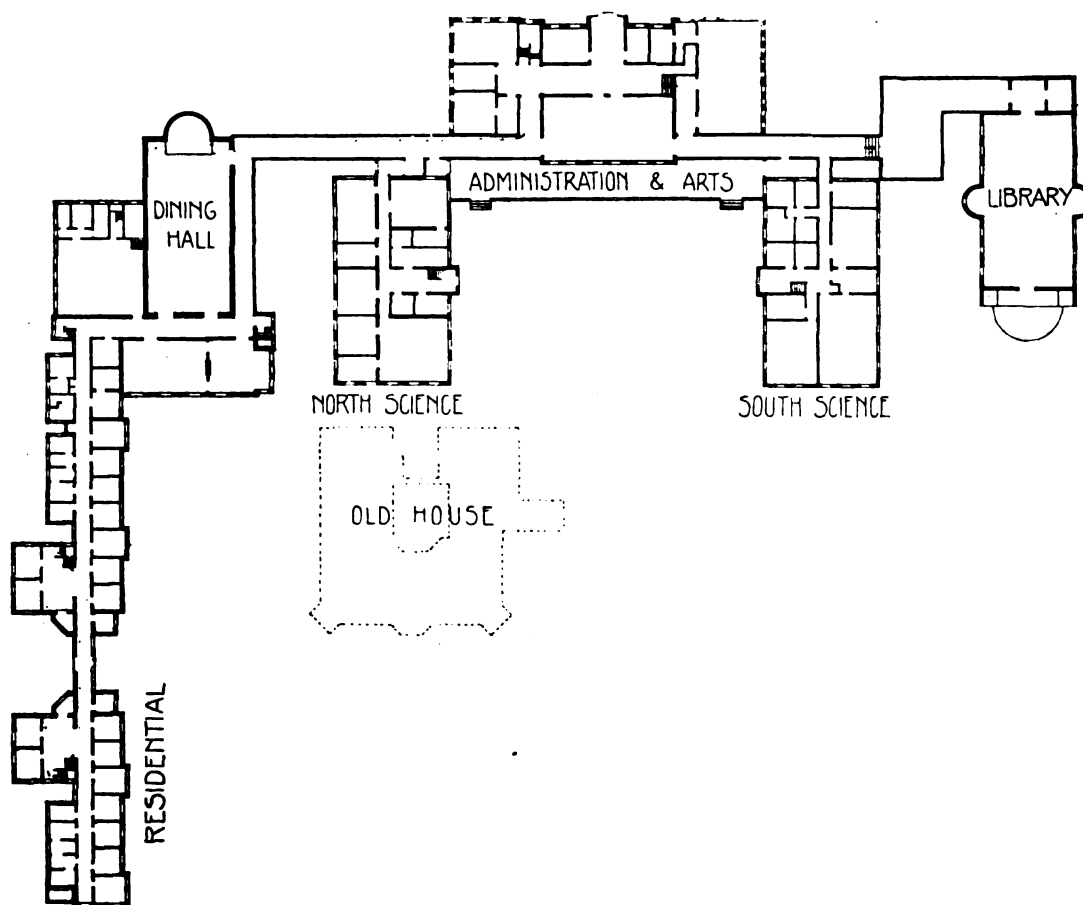 ADMINISTRATION & ARTS
DINING
HALL
LIBRARY
NORTH SCIENCE
SOUTH SCIENCE
OLD HOUSE
RESIDENTIAL